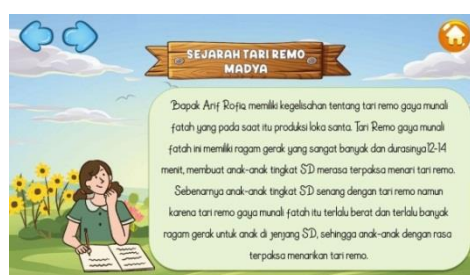 SEJARAH TARI REMO
MADYA
Bapak Arif Rofiq memiliki kegelisahan tentang tari remo gaya munali
fatah yang pada saat itu produksi loka santa. Tari Remo gaya munali
fatah ini memiliki ragam gerak yang sangat banyak dan durasinya12-14
menit, membuat anak-anak tingkat SD merasa terpaksa menari tari remo.
Sebenarnya anak-anak tingkat SD senang dengan tari remo namun
karena tari remo gaya munali fatah itu terlalu berat dan terlalu banyak
ragam gerak untuk anak di jenjang SD, sehingga anak-anak dengan rasa
terpaksa menarikan tari remo.